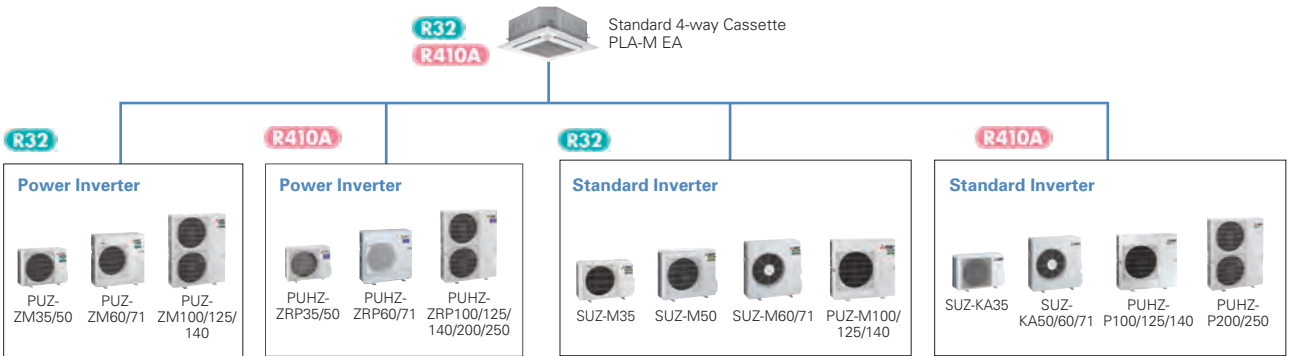 R32
R410A
Standard 4-way Cassette
PLA-M EA
R32
Power Inverter
PUZ-
ZM35/50
PUZ-
ZM60/71
PUZ-
ZM100/125/
140
R410A
Power Inverter
PUHZ-
ZRP35/50
PUHZ-
ZRP60/71
PUHZ-
ZRP100/125/
140/200/250
R32
Standard Inverter
SUZ-M35
SUZ-M50
SUZ-M60/71
PUZ-M100/
125/140
R410A
Standard Inverter
SUZ-KA35
SUZ-
KA50/60/71
PUHZ-
P100/125/140
PUHZ-
P200/250